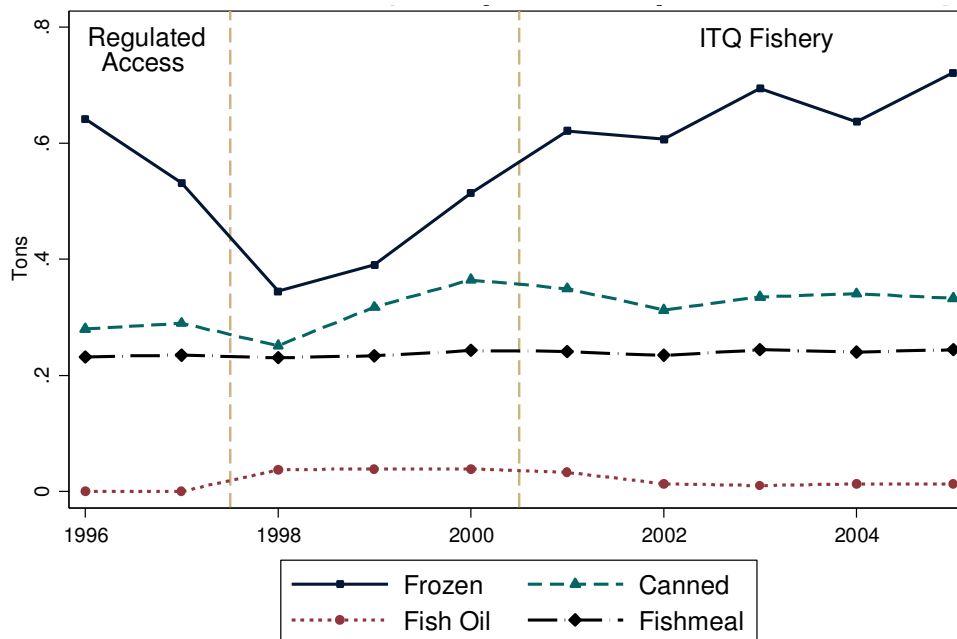 Regulated
Access
ITQ Fishery
.8
.6
.4
.2
0
Tons
1996
1998
2000
2002
2004
Frozen
Canned
Fish Oil
Fishmeal